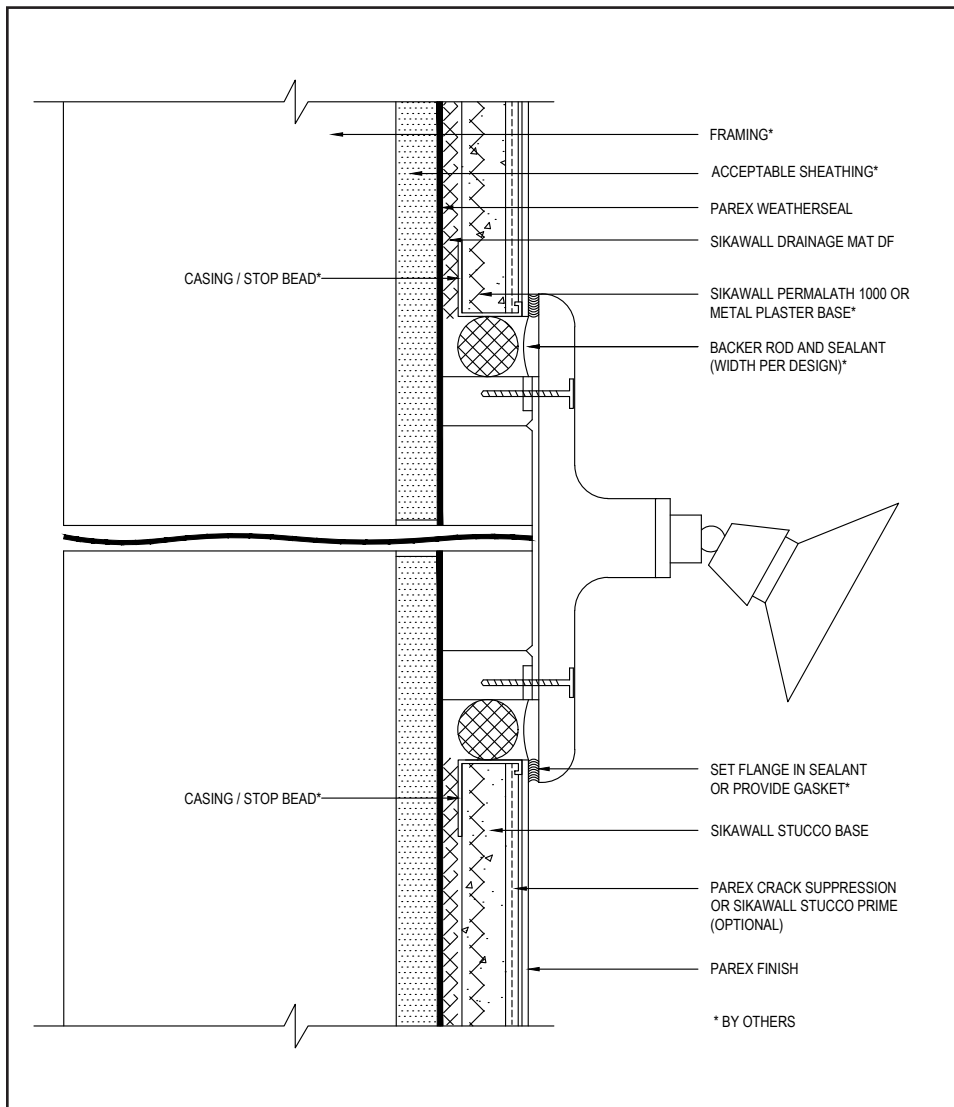 FRAMING*
ACCEPTABLE SHEATHING*
PAREX WEATHERSEAL
SIKAWALL DRAINAGE MAT DF
CASING / STOP BEAD*
SIKAWALL PERMALATH 1000 OR
METAL PLASTER BASE*
BACKER ROD AND SEALANT
(WIDTH PER DESIGN)*
SET FLANGE IN SEALANT
OR PROVIDE GASKET*
CASING / STOP BEAD*
SIKAWALL STUCCO BASE
PAREX CRACK SUPPRESSION
OR SIKAWALL STUCCO PRIME
(OPTIONAL)
PAREX FINISH
* BY OTHERS